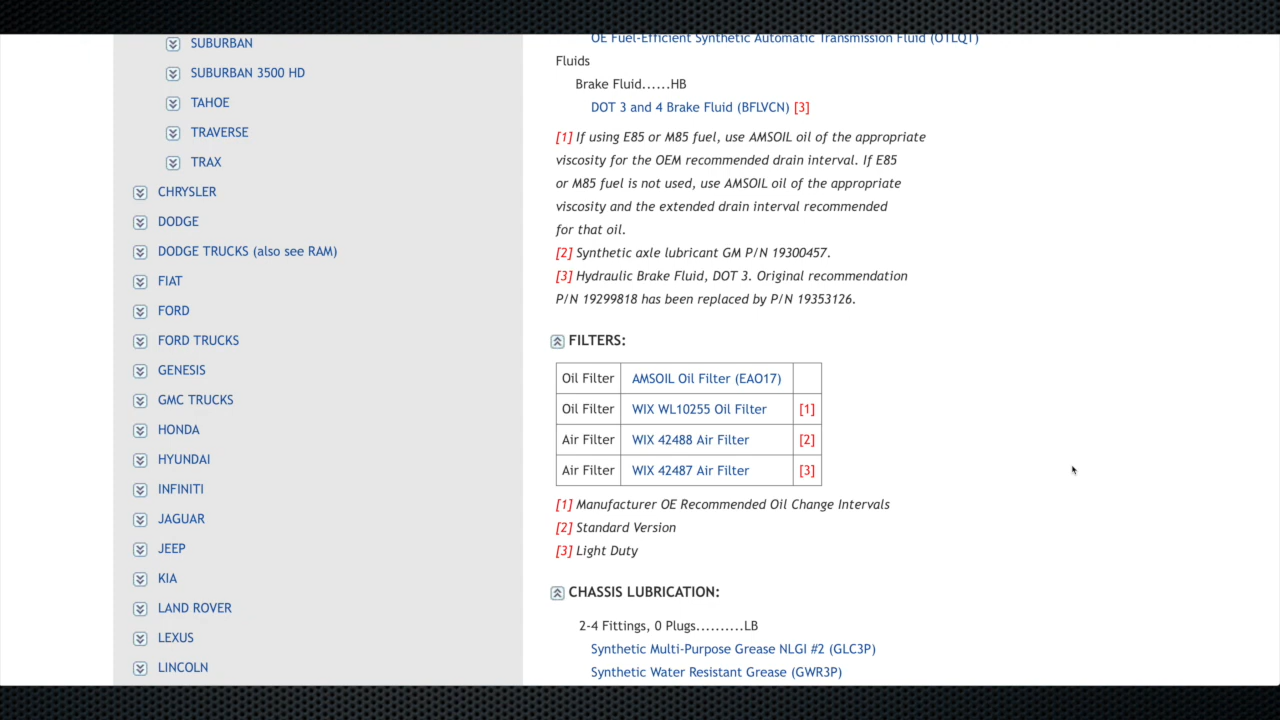 SUBURBAN
SUBURBAN 3500 HD
TAHOE
TRAVERSE
TRAX
CHRYSLER
DODGE
DODGE TRUCKS (also see RAM)
FIAT
FORD
FORD TRUCKS
GENESIS
GMC TRUCKS
HONDA
HYUNDAI
INFINITI
JAGUAR
JEEP
KIA
LAND ROVER
LEXUS
LINCOLN
OE Fuel-Efficient Synthetic Automatic Transmission Fluid (OTLQT)
Fluids
Brake Fluid......HB
DOT 3 and 4 Brake Fluid (BFLVCN) [3]
[1] If using E85 or M85 fuel, use AMSOIL oil of the appropriate
viscosity for the OEM recommended drain interval. If E85
or M85 fuel is not used, use AMSOIL oil of the appropriate
viscosity and the extended drain interval recommended
for that oil.
[2] Synthetic axle lubricant GM P/N 19300457.
[3] Hydraulic Brake Fluid, DOT 3. Original recommendation
P/N 19299818 has been replaced by P/N 19353126.
FILTERS:
Oil Filter AMSOIL Oil Filter (EAO17)
Oil Filter WIX WL10255 Oil Filter [1]
Air Filter WIX 42488 Air Filter [2]
Air Filter WIX 42487 Air Filter [3]
[1] Manufacturer OE Recommended Oil Change Intervals
[2] Standard Version
[3] Light Duty
CHASSIS LUBRICATION:
2-4 Fittings, 0 Plugs..........LB
Synthetic Multi-Purpose Grease NLGI #2 (GLC3P)
Synthetic Water Resistant Grease (GWR3P)